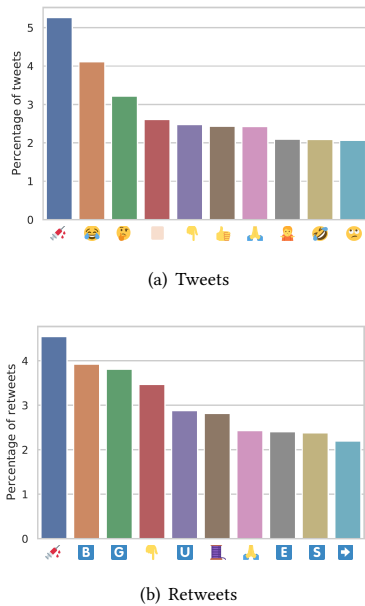 Percentage of tweets
5
4
3
2
1
0
💉 😂 🤔 🏻 👇 👍 🙏 🤷 🤣 🙄
(a) Tweets
Percentage of retweets
4
3
2
1
0
💉 B G 👇 U 🧵 🙏 E S ➡
(b) Retweets